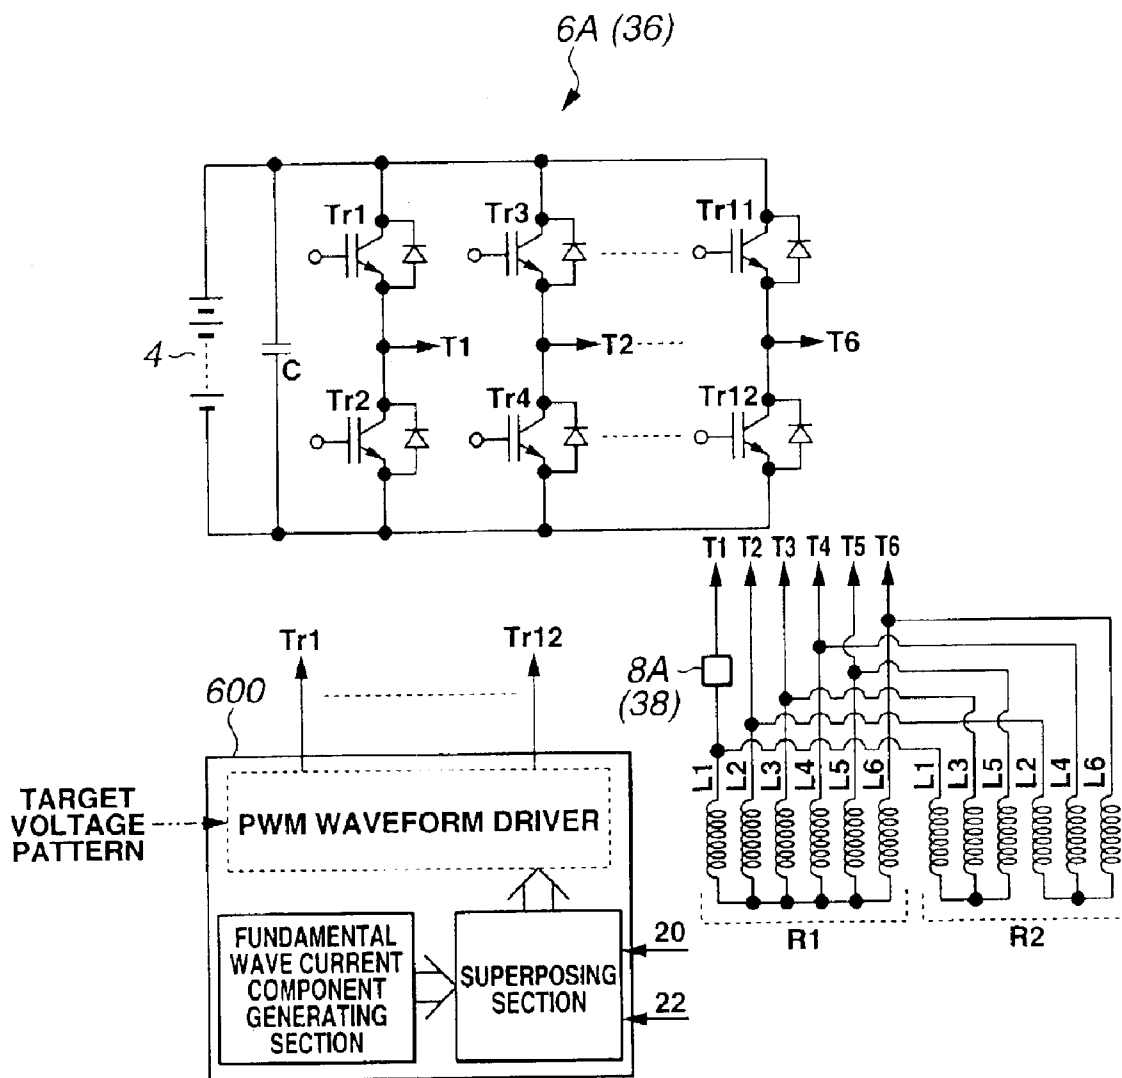 6A (36)
Tr1
Tr3
Tr11
4
C
T1
T2
T6
Tr2
Tr4
Tr12
T1 T2 T3 T4 T5 T6
8A
(38)
L1 L2 L3 L4 L5 L6 L1 L3 L5 L2 L4 L6
R1
R2
Tr1
Tr12
600
TARGET
VOLTAGE
PATTERN
PWM WAVEFORM DRIVER
FUNDAMENTAL
WAVE CURRENT
COMPONENT
GENERATING
SECTION
SUPERPOSING
SECTION
20
22